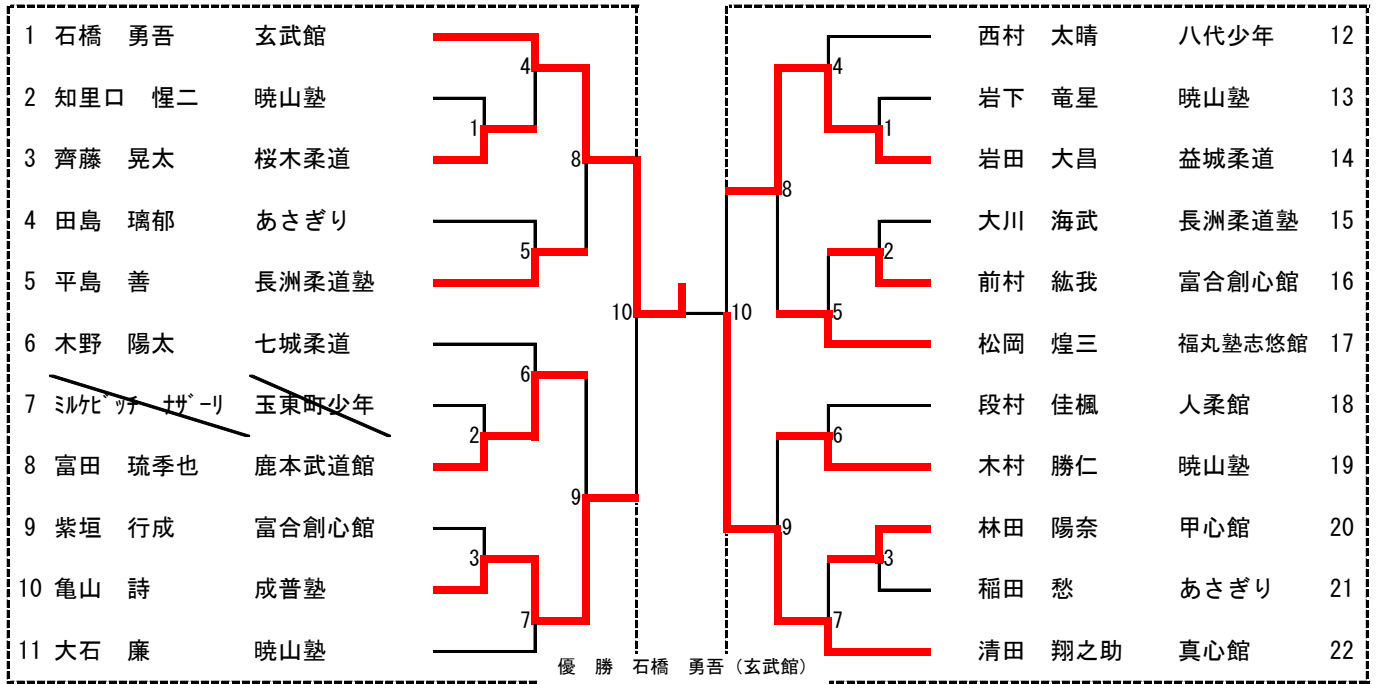 1 石橋 勇吾 玄武館
2 知里口 惺二 暁山塾
3 齊藤 晃太 桜木柔道
4 田島 璃郁 あさぎり
5 平島 善 長洲柔道塾
6 木野 陽太 七城柔道
7 ﾐﾙｹﾋﾞｯﾁ ﾅｻﾞｰﾘ 玉東町少年
8 富田 琉季也 鹿本武道館
9 紫垣 行成 富合創心館
10 亀山 詩 成普塾
11 大石 廉 暁山塾
4
1
8
5
10
6
2
9
3
7
西村 太晴 八代少年 12
岩下 竜星 暁山塾 13
岩田 大昌 益城柔道 14
大川 海武 長洲柔道塾 15
前村 紘我 富合創心館 16
松岡 煌三 福丸塾志悠館 17
段村 佳楓 人柔館 18
木村 勝仁 暁山塾 19
林田 陽奈 甲心館 20
稲田 愁 あさぎり 21
清田 翔之助 真心館 22
4
1
8
2
10
5
6
9
3
7
優 勝 石橋 勇吾（玄武館）